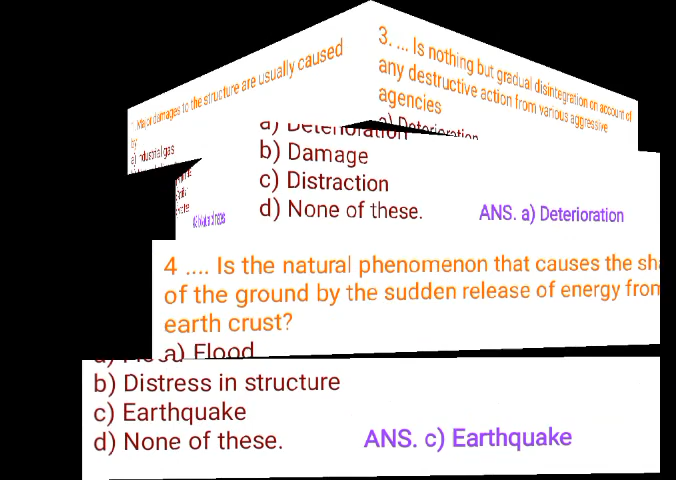 . Major damages to the structure are usually caused
by
a) Industrial gas
3. ... Is nothing but gradual disintegration on account of
any destructive action from various aggressive
agencies
a) Deterioration
b) Damage
c) Distraction
d) None of these.
ANS. a) Deterioration
4 .... Is the natural phenomenon that causes the sh
of the ground by the sudden release of energy from
earth crust?
a) Flood
b) Distress in structure
c) Earthquake
d) None of these.
ANS. c) Earthquake